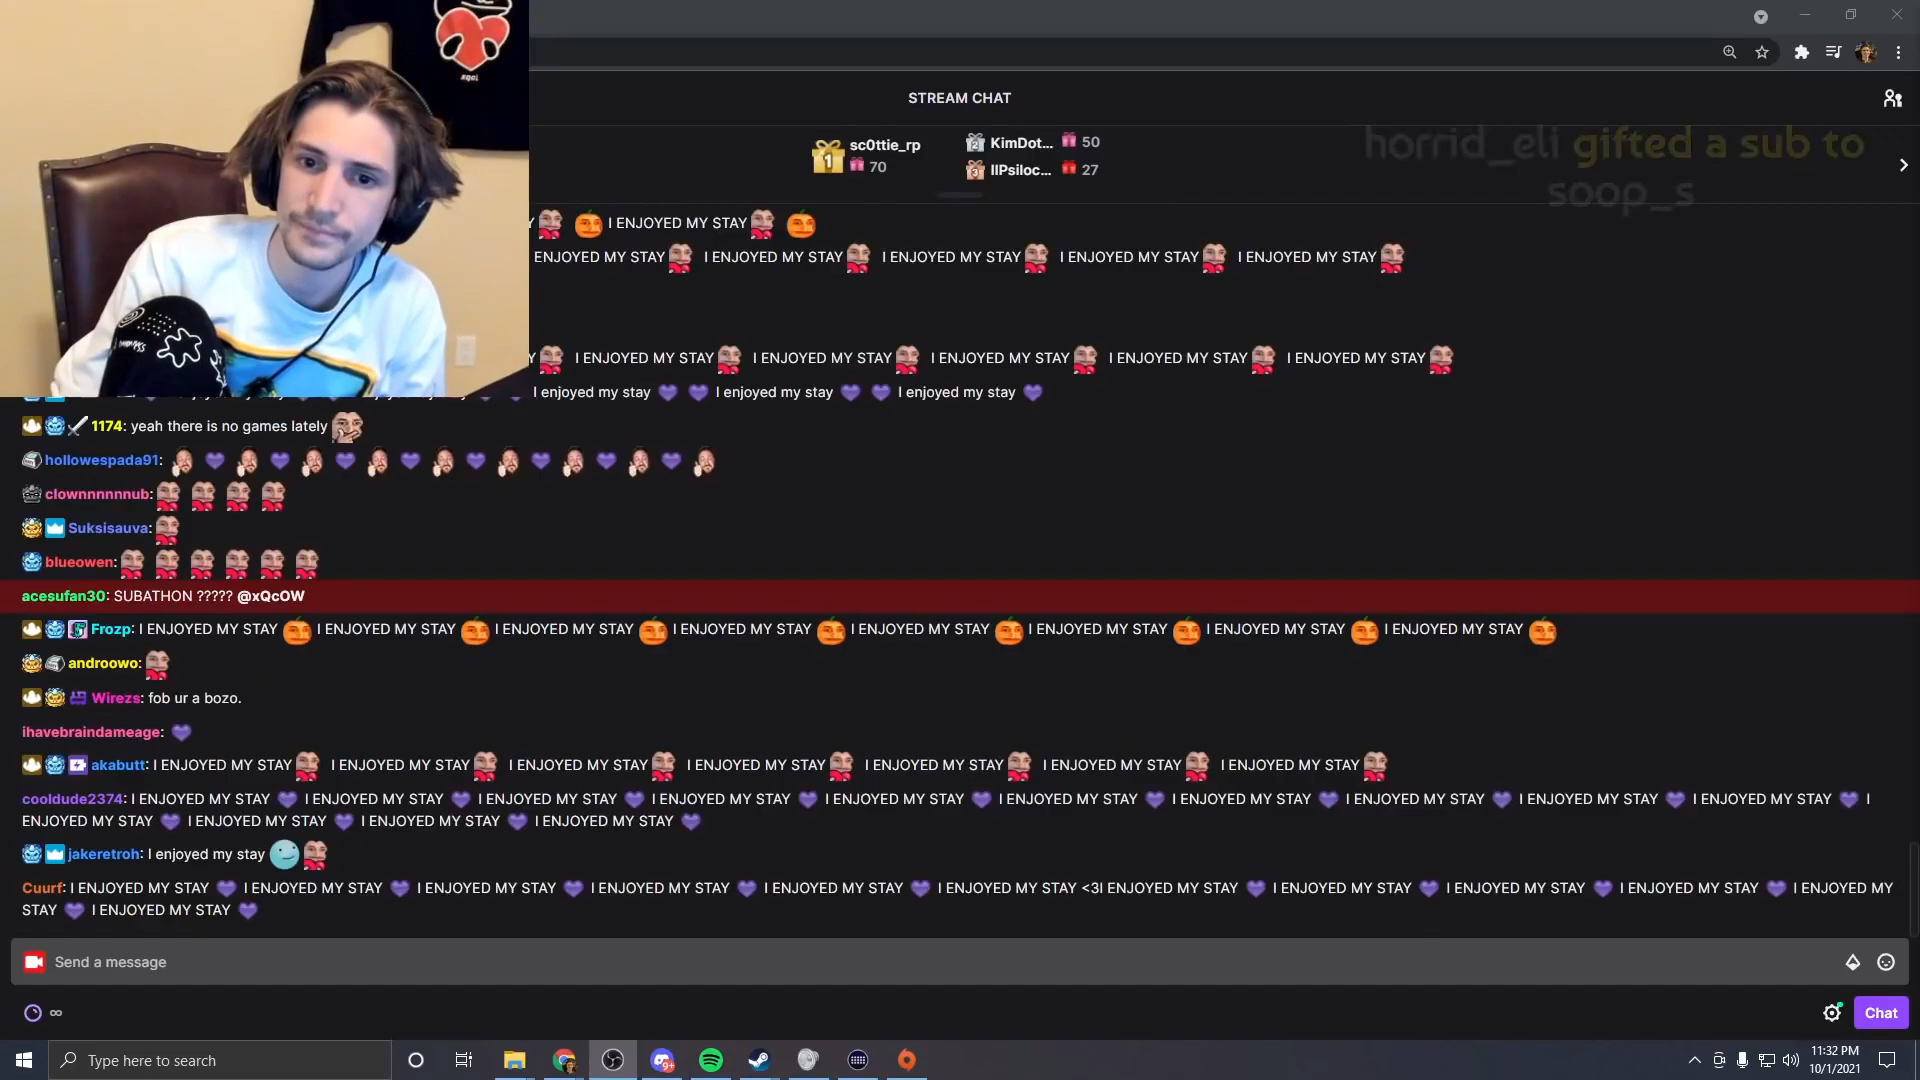 xqcL
STREAM CHAT
sc0ttie_rp
70
KimDot... 50
IIPsiloc... 27
horrid_eli gifted a sub to
soop_s
I ENJOYED MY STAY
ENJOYED MY STAY I ENJOYED MY STAY I ENJOYED MY STAY I ENJOYED MY STAY I ENJOYED MY STAY
I ENJOYED MY STAY I ENJOYED MY STAY I ENJOYED MY STAY I ENJOYED MY STAY I ENJOYED MY STAY
I enjoyed my stay I enjoyed my stay I enjoyed my stay
1174: yeah there is no games lately
hollowespada91:
clownnnnnnub:
Suksisauva:
blueowen:
acesufan30: SUBATHON ????? @xQcOW
Frozp: I ENJOYED MY STAY I ENJOYED MY STAY I ENJOYED MY STAY I ENJOYED MY STAY I ENJOYED MY STAY I ENJOYED MY STAY I ENJOYED MY STAY I ENJOYED MY STAY
androowo:
Wirezs: fob ur a bozo.
ihavebraindameage:
akabutt: I ENJOYED MY STAY I ENJOYED MY STAY I ENJOYED MY STAY I ENJOYED MY STAY I ENJOYED MY STAY I ENJOYED MY STAY I ENJOYED MY STAY
cooldude2374: I ENJOYED MY STAY I ENJOYED MY STAY I ENJOYED MY STAY I ENJOYED MY STAY I ENJOYED MY STAY I ENJOYED MY STAY I ENJOYED MY STAY I ENJOYED MY STAY I ENJOYED MY STAY I ENJOYED MY STAY I
ENJOYED MY STAY I ENJOYED MY STAY I ENJOYED MY STAY I ENJOYED MY STAY
jakeretroh: I enjoyed my stay
Cuurf: I ENJOYED MY STAY I ENJOYED MY STAY I ENJOYED MY STAY I ENJOYED MY STAY I ENJOYED MY STAY I ENJOYED MY STAY <3I ENJOYED MY STAY I ENJOYED MY STAY I ENJOYED MY STAY I ENJOYED MY STAY I ENJOYED MY
STAY I ENJOYED MY STAY
Send a message
∞
Chat
Type here to search
9+
11:32 PM
10/1/2021